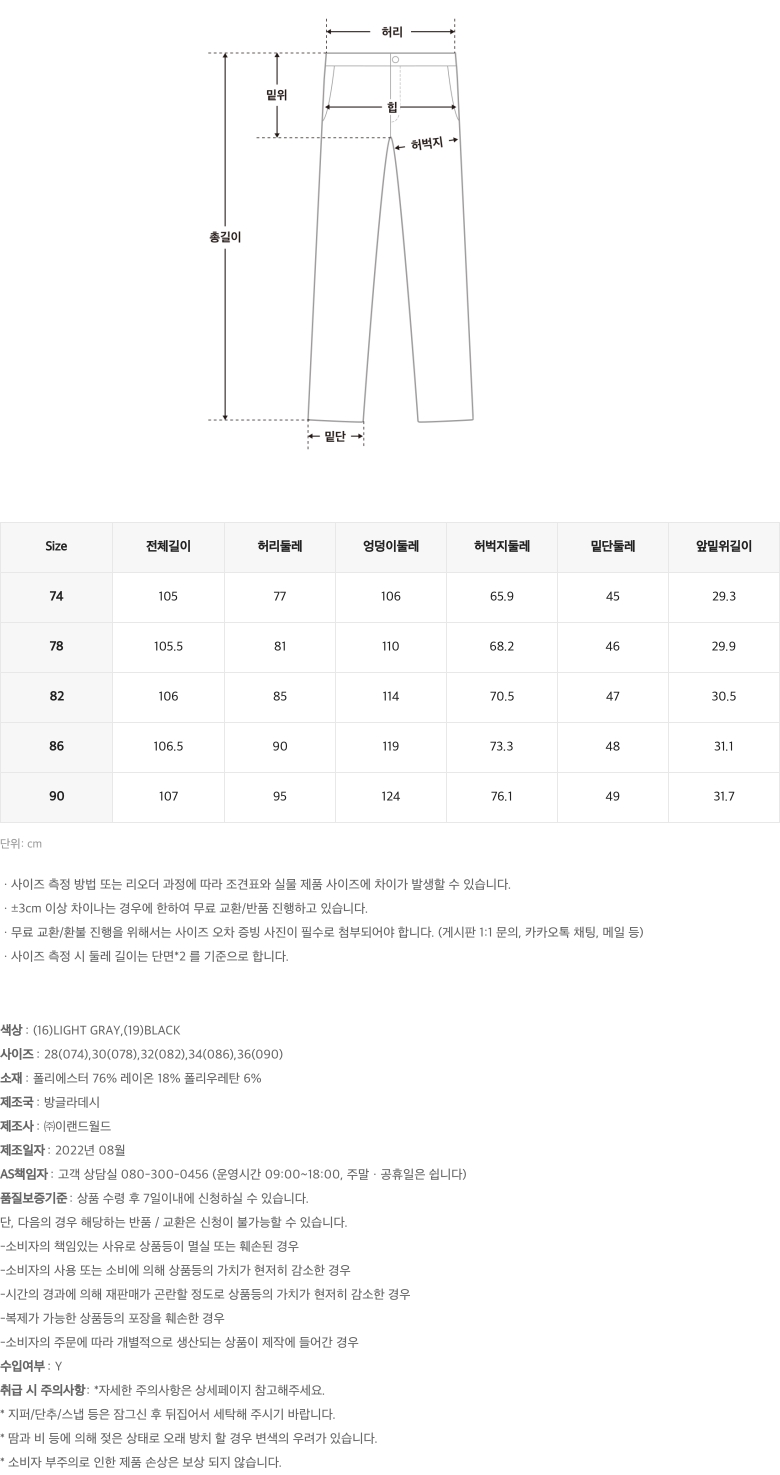 허리
밑위
힙
허벅지
총길이
밑단
Size 전체길이 허리둘레 엉덩이둘레 허벅지둘레 밑단둘레 앞밑위길이
74 105 77 106 65.9 45 29.3
78 105.5 81 110 68.2 46 29.9
82 106 85 114 70.5 47 30.5
86 106.5 90 119 73.3 48 31.1
90 107 95 124 76.1 49 31.7
단위: cm
· 사이즈 측정 방법 또는 리오더 과정에 따라 조견표와 실물 제품 사이즈에 차이가 발생할 수 있습니다.
· ±3cm 이상 차이나는 경우에 한하여 무료 교환/반품 진행하고 있습니다.
· 무료 교환/환불 진행을 위해서는 사이즈 오차 증빙 사진이 필수로 첨부되어야 합니다. (게시판 1:1 문의, 카카오톡 채팅, 메일 등)
· 사이즈 측정 시 둘레 길이는 단면*2 를 기준으로 합니다.
색상 : (16)LIGHT GRAY,(19)BLACK
사이즈 : 28(074),30(078),32(082),34(086),36(090)
소재 : 폴리에스터 76% 레이온 18% 폴리우레탄 6%
제조국 : 방글라데시
제조사 : ㈜이랜드월드
제조일자 : 2022년 08월
AS책임자 : 고객 상담실 080-300-0456 (운영시간 09:00~18:00, 주말 · 공휴일은 쉽니다)
품질보증기준 : 상품 수령 후 7일이내에 신청하실 수 있습니다.
단, 다음의 경우 해당하는 반품 / 교환은 신청이 불가능할 수 있습니다.
-소비자의 책임있는 사유로 상품등이 멸실 또는 훼손된 경우
-소비자의 사용 또는 소비에 의해 상품등의 가치가 현저히 감소한 경우
-시간의 경과에 의해 재판매가 곤란할 정도로 상품등의 가치가 현저히 감소한 경우
-복제가 가능한 상품등의 포장을 훼손한 경우
-소비자의 주문에 따라 개별적으로 생산되는 상품이 제작에 들어간 경우
수입여부 : Y
취급 시 주의사항 : *자세한 주의사항은 상세페이지 참고해주세요.
* 지퍼/단추/스냅 등은 잠그신 후 뒤집어서 세탁해 주시기 바랍니다.
* 땀과 비 등에 의해 젖은 상태로 오래 방치 할 경우 변색의 우려가 있습니다.
* 소비자 부주의로 인한 제품 손상은 보상 되지 않습니다.